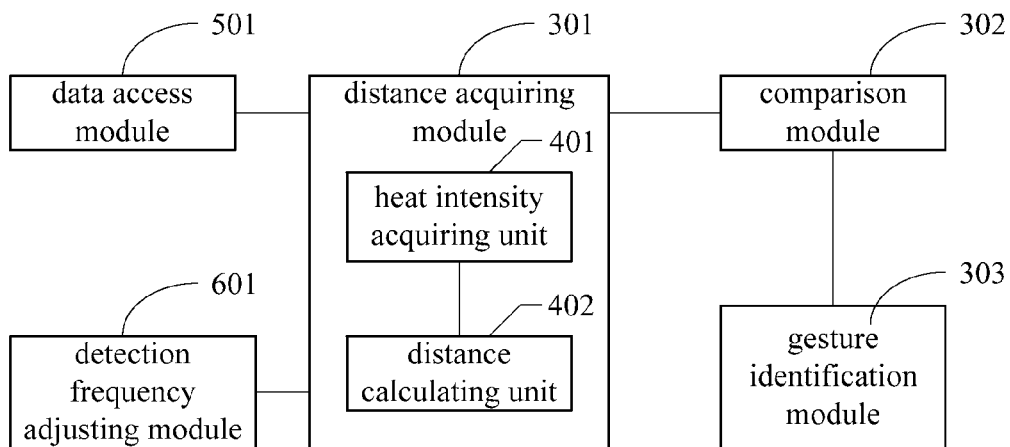 501
data access
module
301
distance acquiring
module
401
heat intensity
acquiring unit
402
distance
calculating unit
302
comparison
module
303
gesture
identification
module
601
detection
frequency
adjusting module